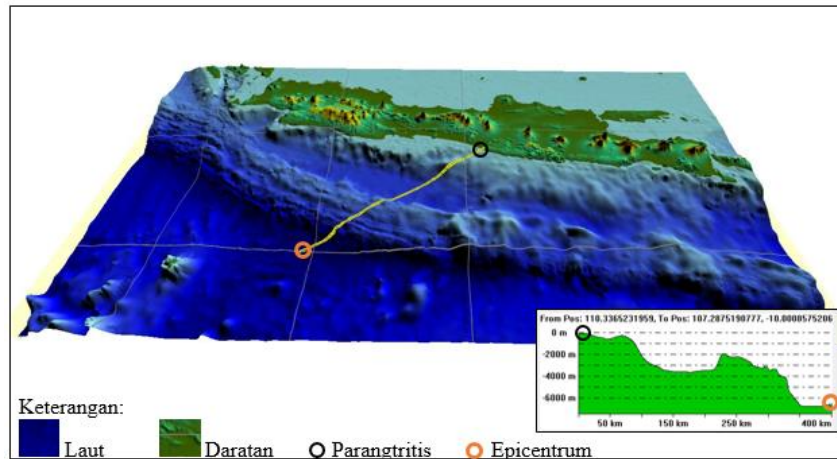 From Pos: 110.3365231959, To Pos: 107.2875190777, -10.0000575206
0 m
-2000 m
-4000 m
-6000 m
50 km 150 km 250 km 400 km
Keterangan:
Laut Daratan Parangtritis Epicentrum